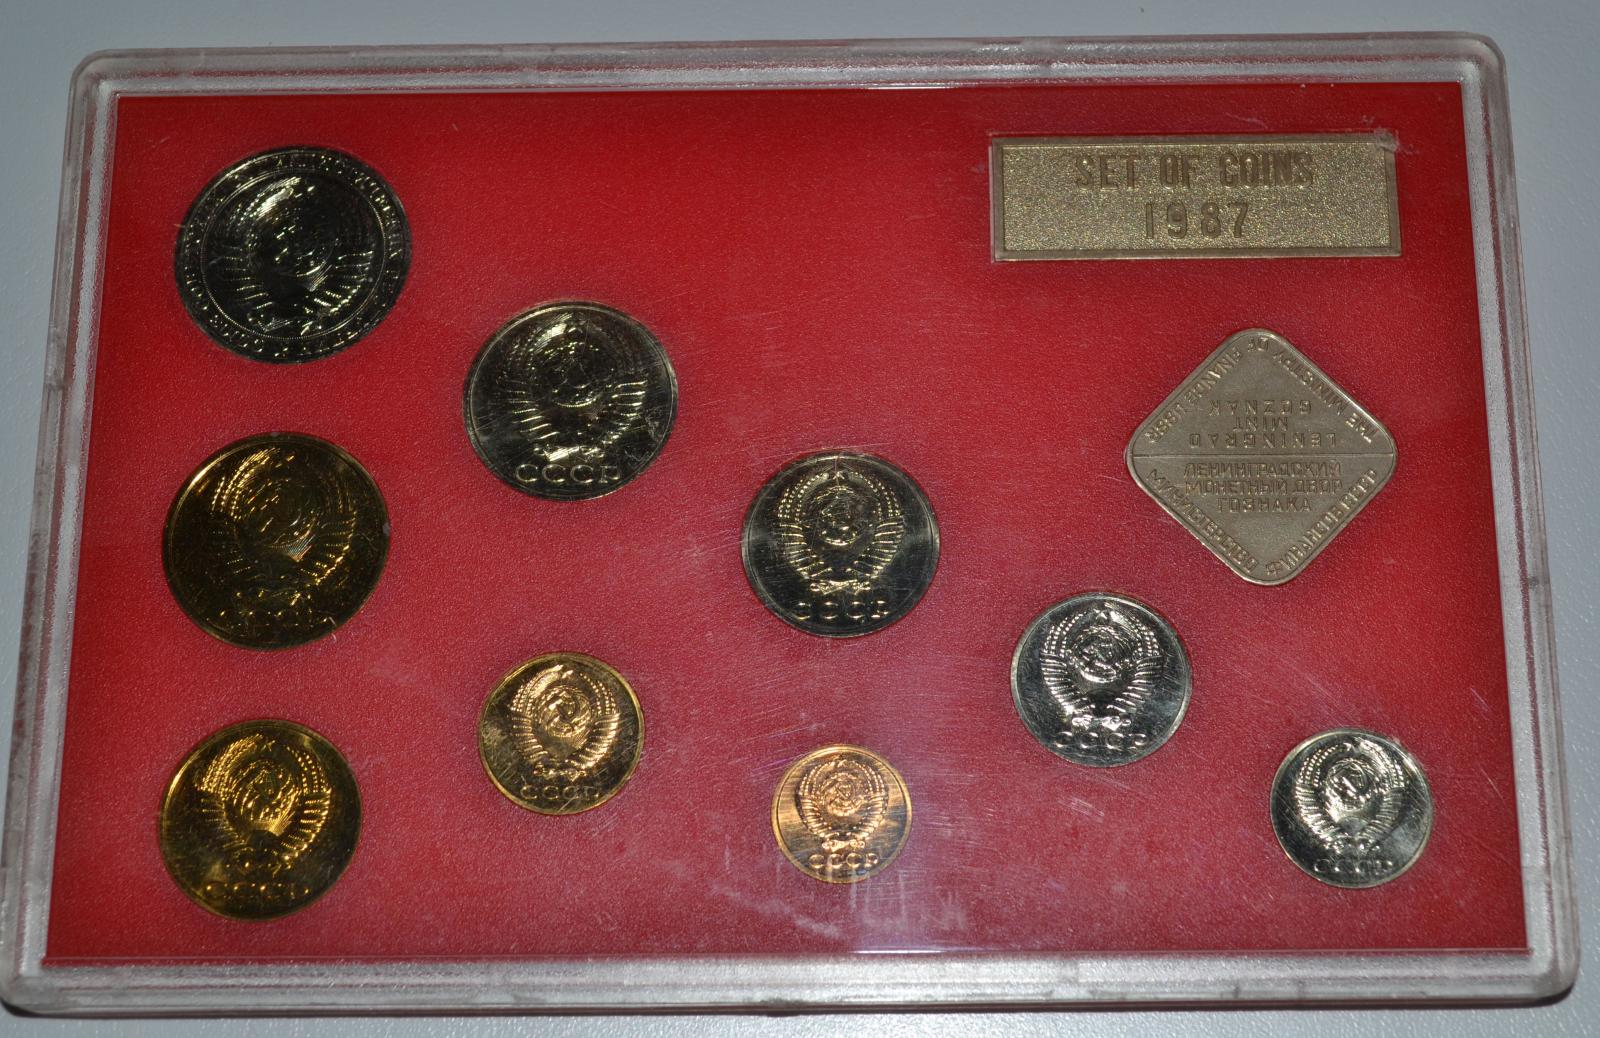 SET OF COINS
1987
СССР
СССР
THE MINISTRY OF FINANCE USSR
LENINGRAD
MINT
GOZNAK
ЛЕНИНГРАДСКИЙ
МОНЕТНЫЙ ДВОР
ГОЗНАКА
МИНИСТЕРСТВО ФИНАНСОВ СССР
СССР
СССР
СССР
СССР
СССР
СССР